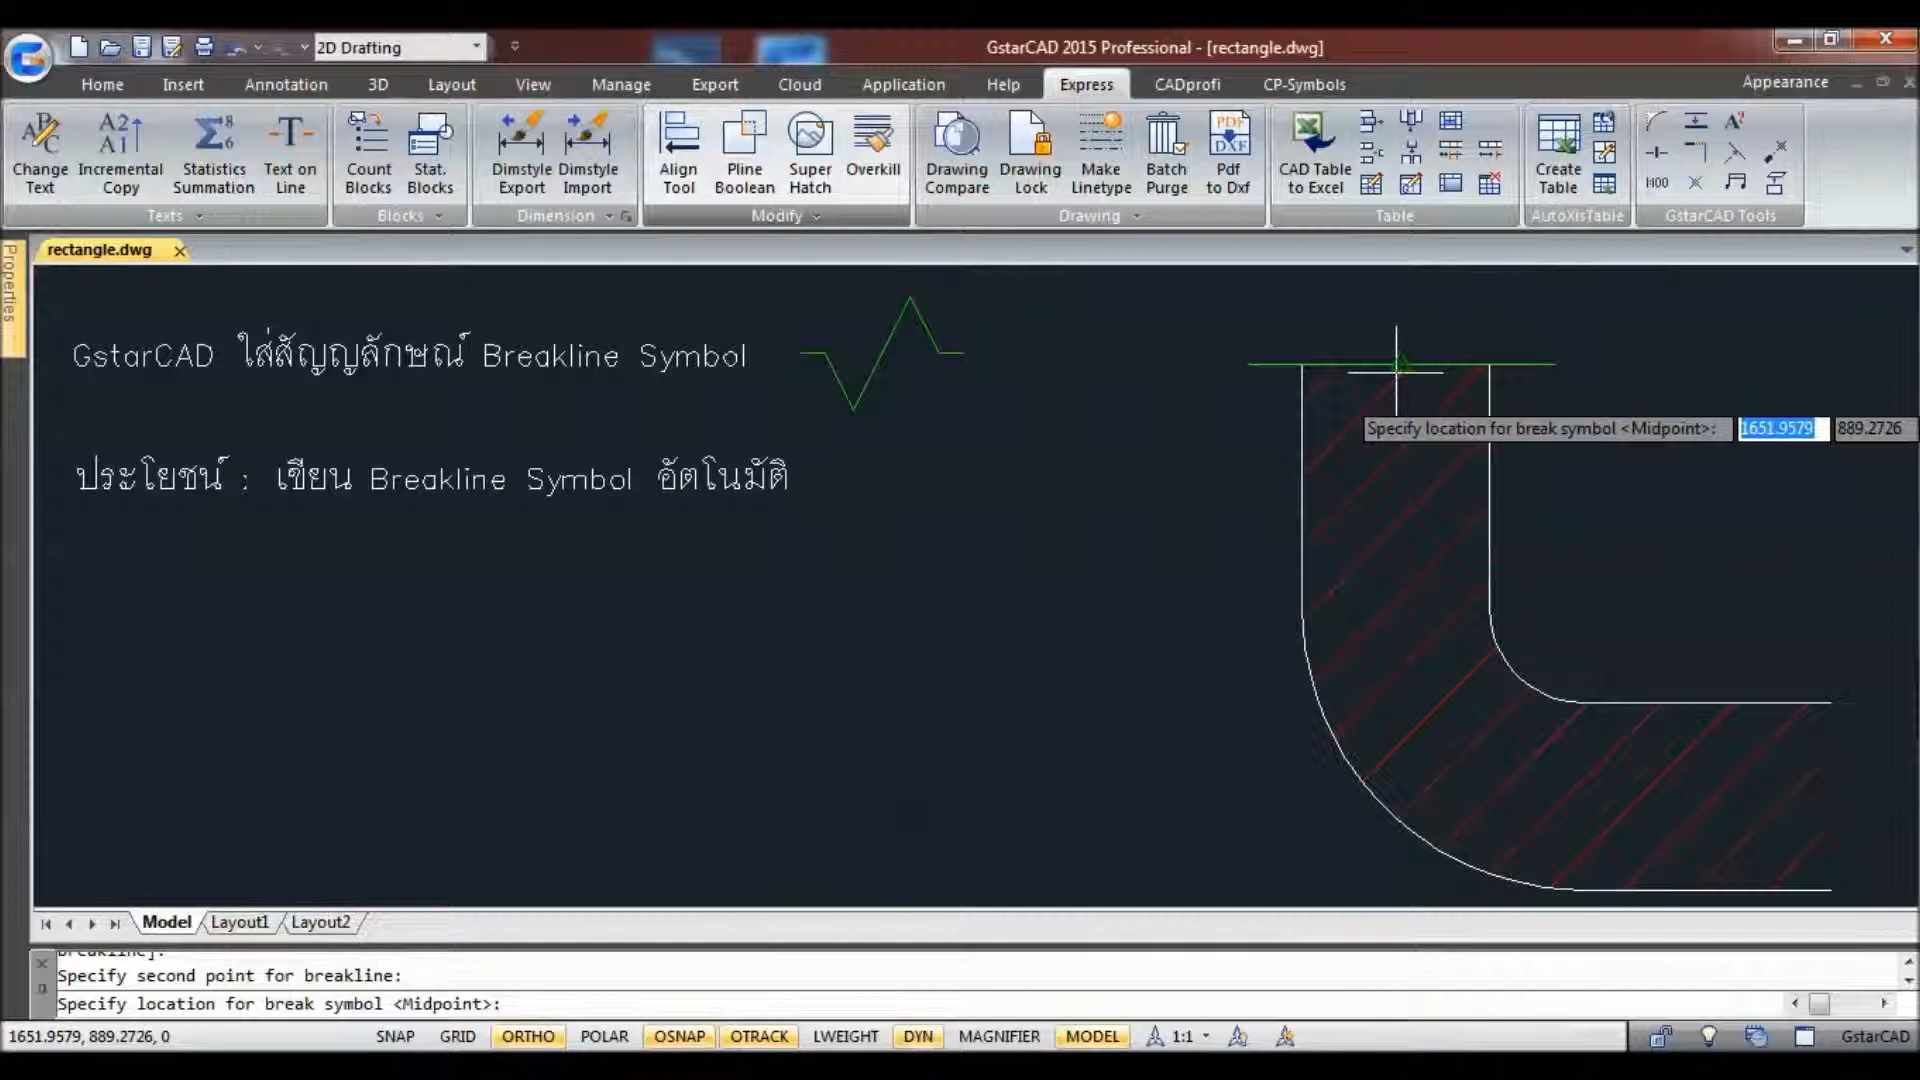 2D Drafting
GstarCAD 2015 Professional - [rectangle.dwg]
Home Insert Annotation 3D Layout View Manage Export Cloud Application Help Express CADprofi CP-Symbols Appearance
Change Text
Incremental Copy
Statistics Summation
Text on Line
Count Blocks
Stat. Blocks
Dimstyle Export
Dimstyle Import
Align Tool
Pline Boolean
Super Hatch
Overkill
Drawing Compare
Drawing Lock
Make Linetype
Batch Purge
Pdf to Dxf
CAD Table to Excel
Create Table
Texts Blocks Dimension Modify Drawing Table AutoXlsTable GstarCAD Tools
rectangle.dwg
Properties
GstarCAD ใส่สัญญลักษณ์ Breakline Symbol
ประโยชน์ : เขียน Breakline Symbol อัตโนมัติ
Specify location for break symbol <Midpoint>: 1651.9579 889.2726
Model Layout1 Layout2
Breakline]:
Specify second point for breakline:
Specify location for break symbol <Midpoint>:
1651.9579, 889.2726, 0 SNAP GRID ORTHO POLAR OSNAP OTRACK LWEIGHT DYN MAGNIFIER MODEL 1:1 GstarCAD